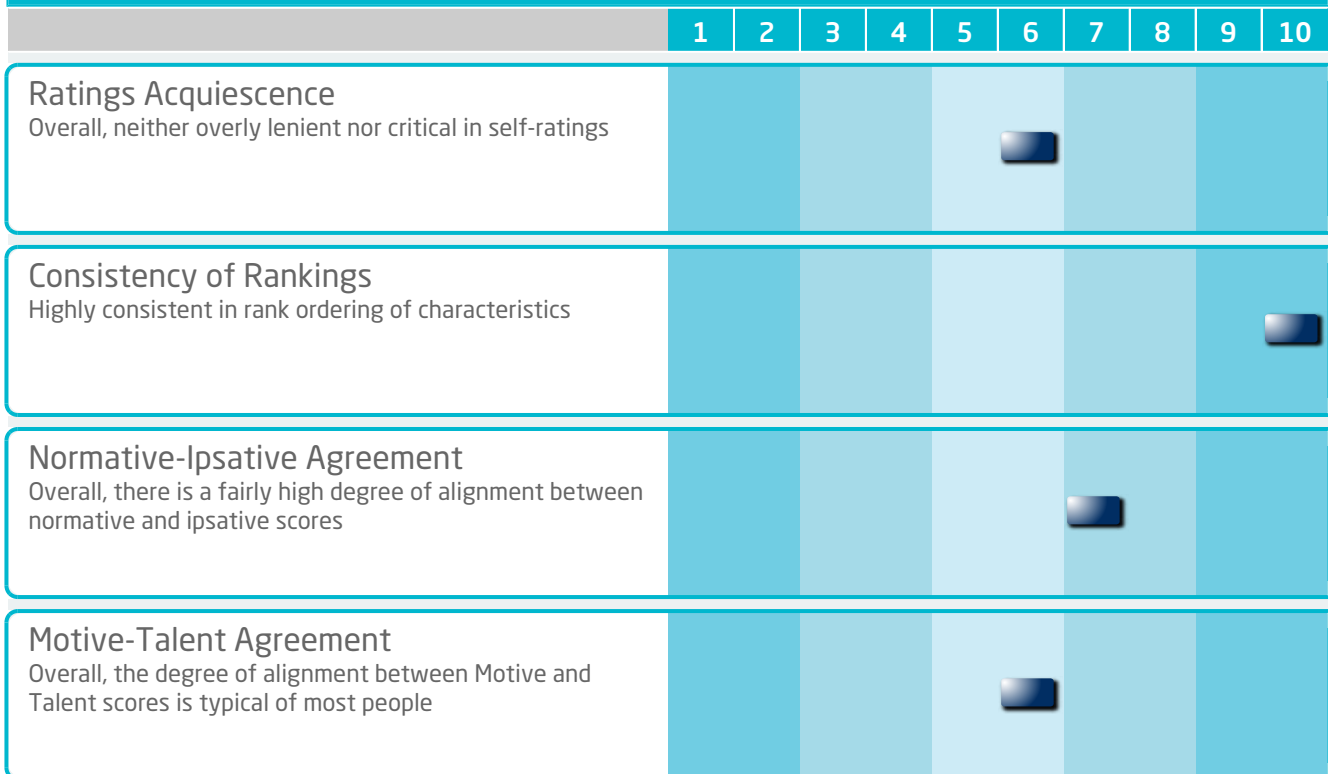 1 2 3 4 5 6 7 8 9 10
Ratings Acquiescence
Overall, neither overly lenient nor critical in self-ratings
Consistency of Rankings
Highly consistent in rank ordering of characteristics
Normative-Ipsative Agreement
Overall, there is a fairly high degree of alignment between
normative and ipsative scores
Motive-Talent Agreement
Overall, the degree of alignment between Motive and
Talent scores is typical of most people